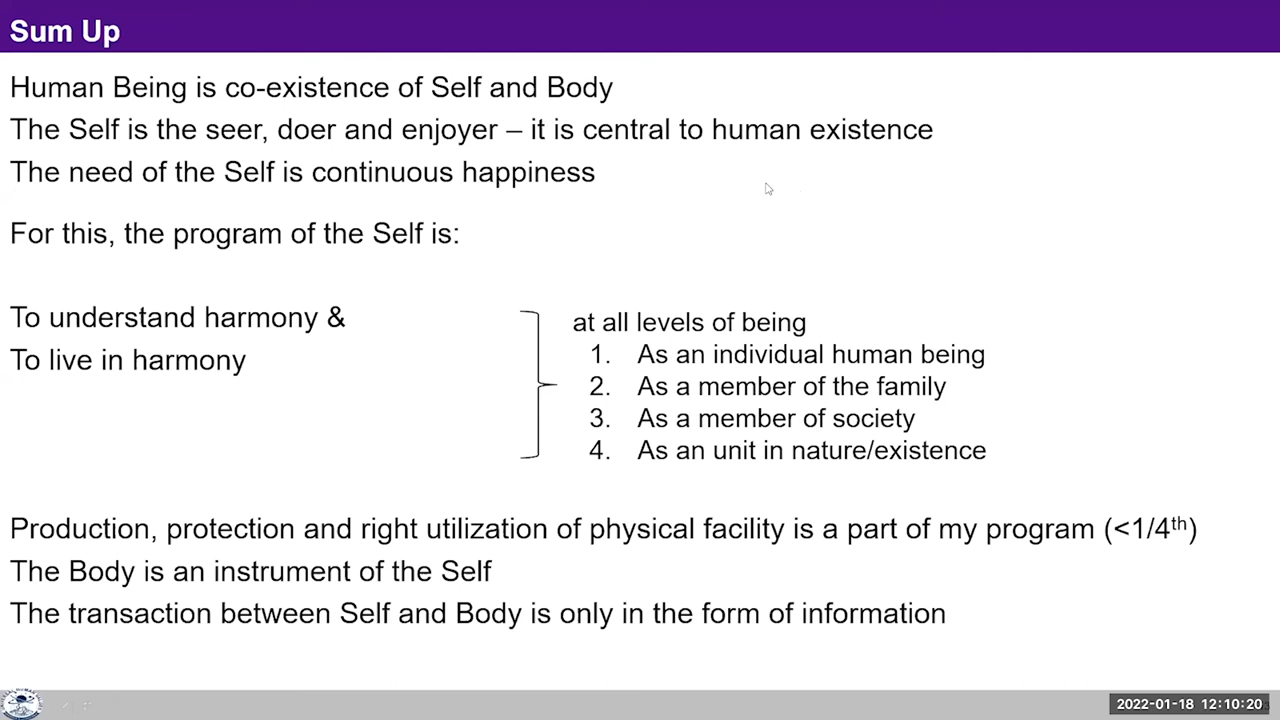 Sum Up
Human Being is co-existence of Self and Body
The Self is the seer, doer and enjoyer – it is central to human existence
The need of the Self is continuous happiness
For this, the program of the Self is:
To understand harmony &
To live in harmony
at all levels of being
1. As an individual human being
2. As a member of the family
3. As a member of society
4. As an unit in nature/existence
Production, protection and right utilization of physical facility is a part of my program (<1/4th)
The Body is an instrument of the Self
The transaction between Self and Body is only in the form of information
2022-01-18 12:10:20